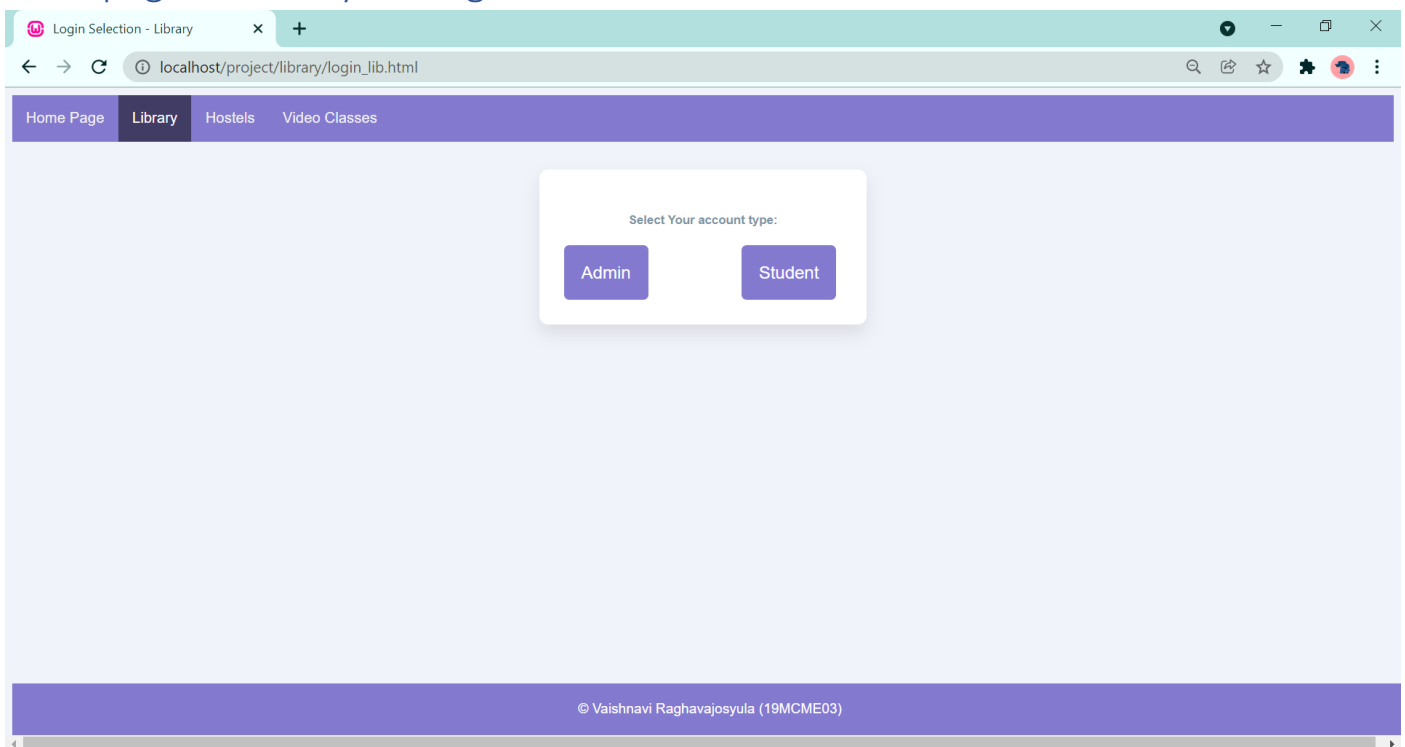 Login Selection - Library
localhost/project/library/login_lib.html
Home Page Library Hostels Video Classes
Select Your account type:
Admin Student
© Vaishnavi Raghavajosyula (19MCME03)